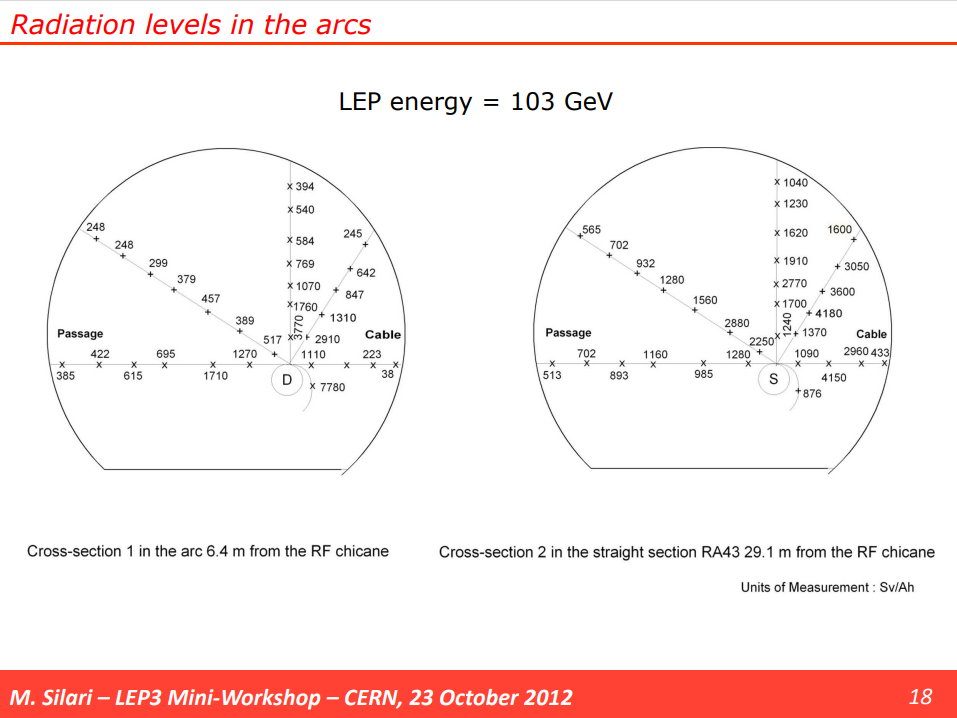 Radiation levels in the arcs
LEP energy = 103 GeV
394
540
584
769
1070
1760
3770
245
642
847
1310
2910
248
248
299
379
457
389
517
Passage
Cable
422 695 1270 1110 223
385 615 1710 38
D
7780
1040
1230
1620
1910
2770
1700
1240
1600
3050
3600
4180
1370
565
702
932
1280
1560
2880
2250
Passage
Cable
702 1160 1280 1090 2960 433
513 893 985 4150
S
876
Cross-section 1 in the arc 6.4 m from the RF chicane
Cross-section 2 in the straight section RA43 29.1 m from the RF chicane
Units of Measurement : Sv/Ah
M. Silari – LEP3 Mini-Workshop – CERN, 23 October 2012
18